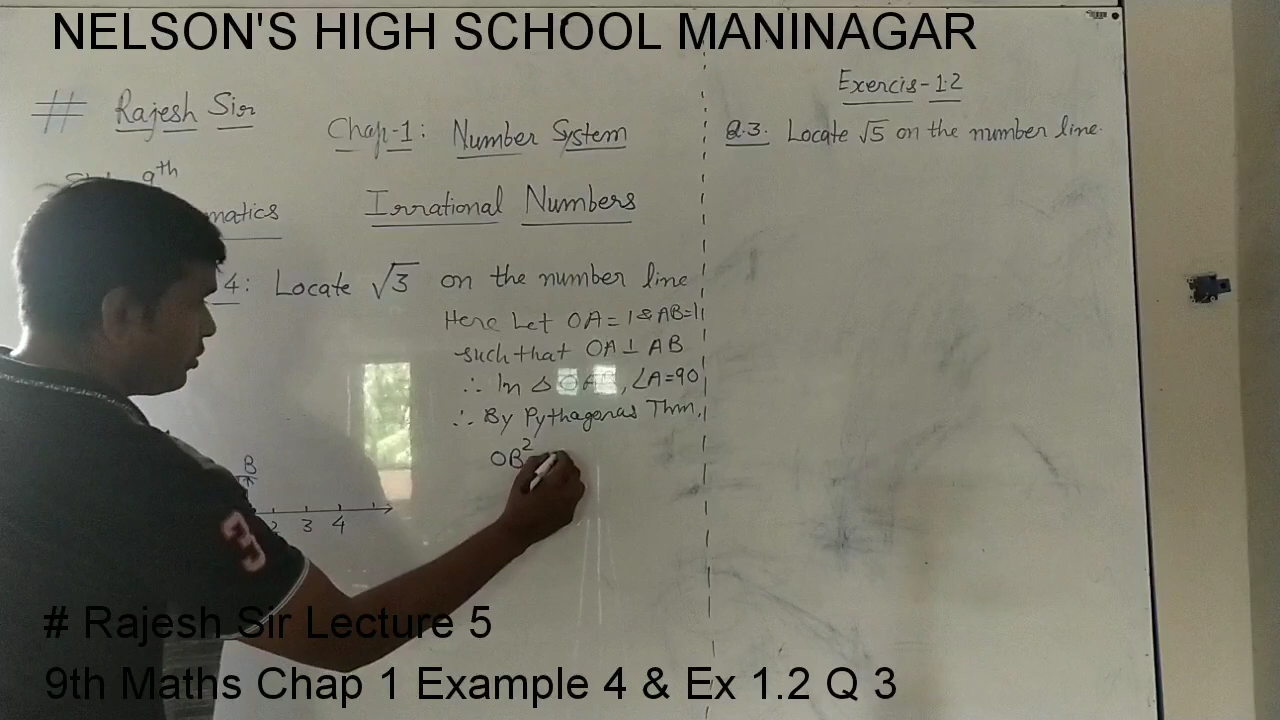 NELSON'S HIGH SCHOOL MANINAGAR
# Rajesh Sir
9th
matics
Chap-1: Number System
Irrational Numbers
4: Locate √3 on the number line
Here Let OA = 1 & AB=1
such that OA ⊥ AB
∴ In △ OAB, ∠A=90
∴ By Pythagoras Thm,
OB²
B
2 3 4
Exercis-1.2
Q.3. Locate √5 on the number line.
# Rajesh Sir Lecture 5
9th Maths Chap 1 Example 4 & Ex 1.2 Q 3
3